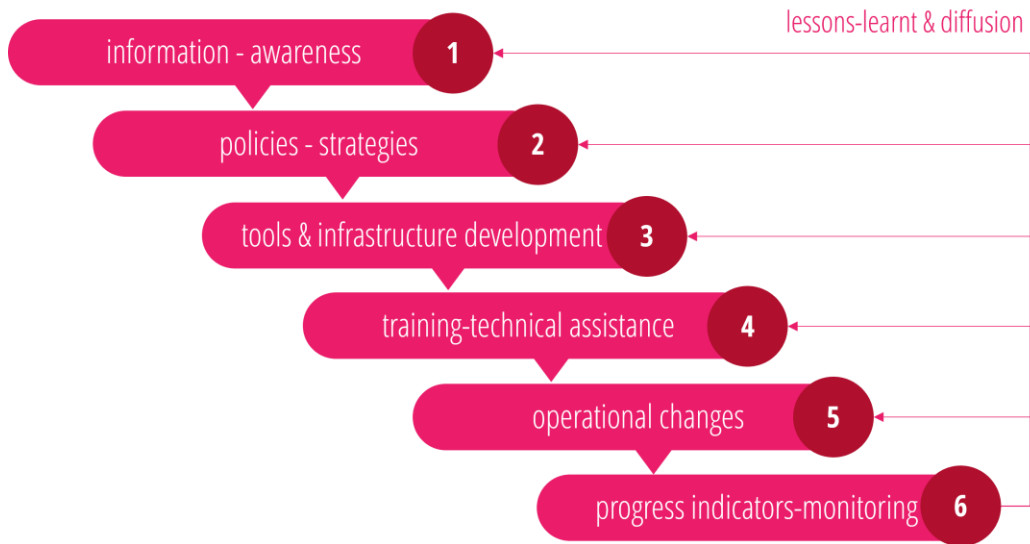 lessons-learnt & diffusion
information - awareness 1
policies - strategies 2
tools & infrastructure development 3
training-technical assistance 4
operational changes 5
progress indicators-monitoring 6